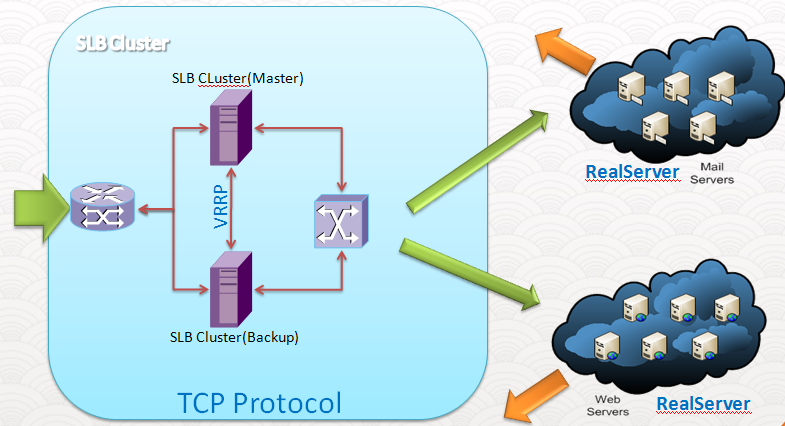 SLB Cluster
SLB CLuster(Master)
VRRP
SLB Cluster(Backup)
TCP Protocol
RealServer
Mail
Servers
Web
Servers
RealServer